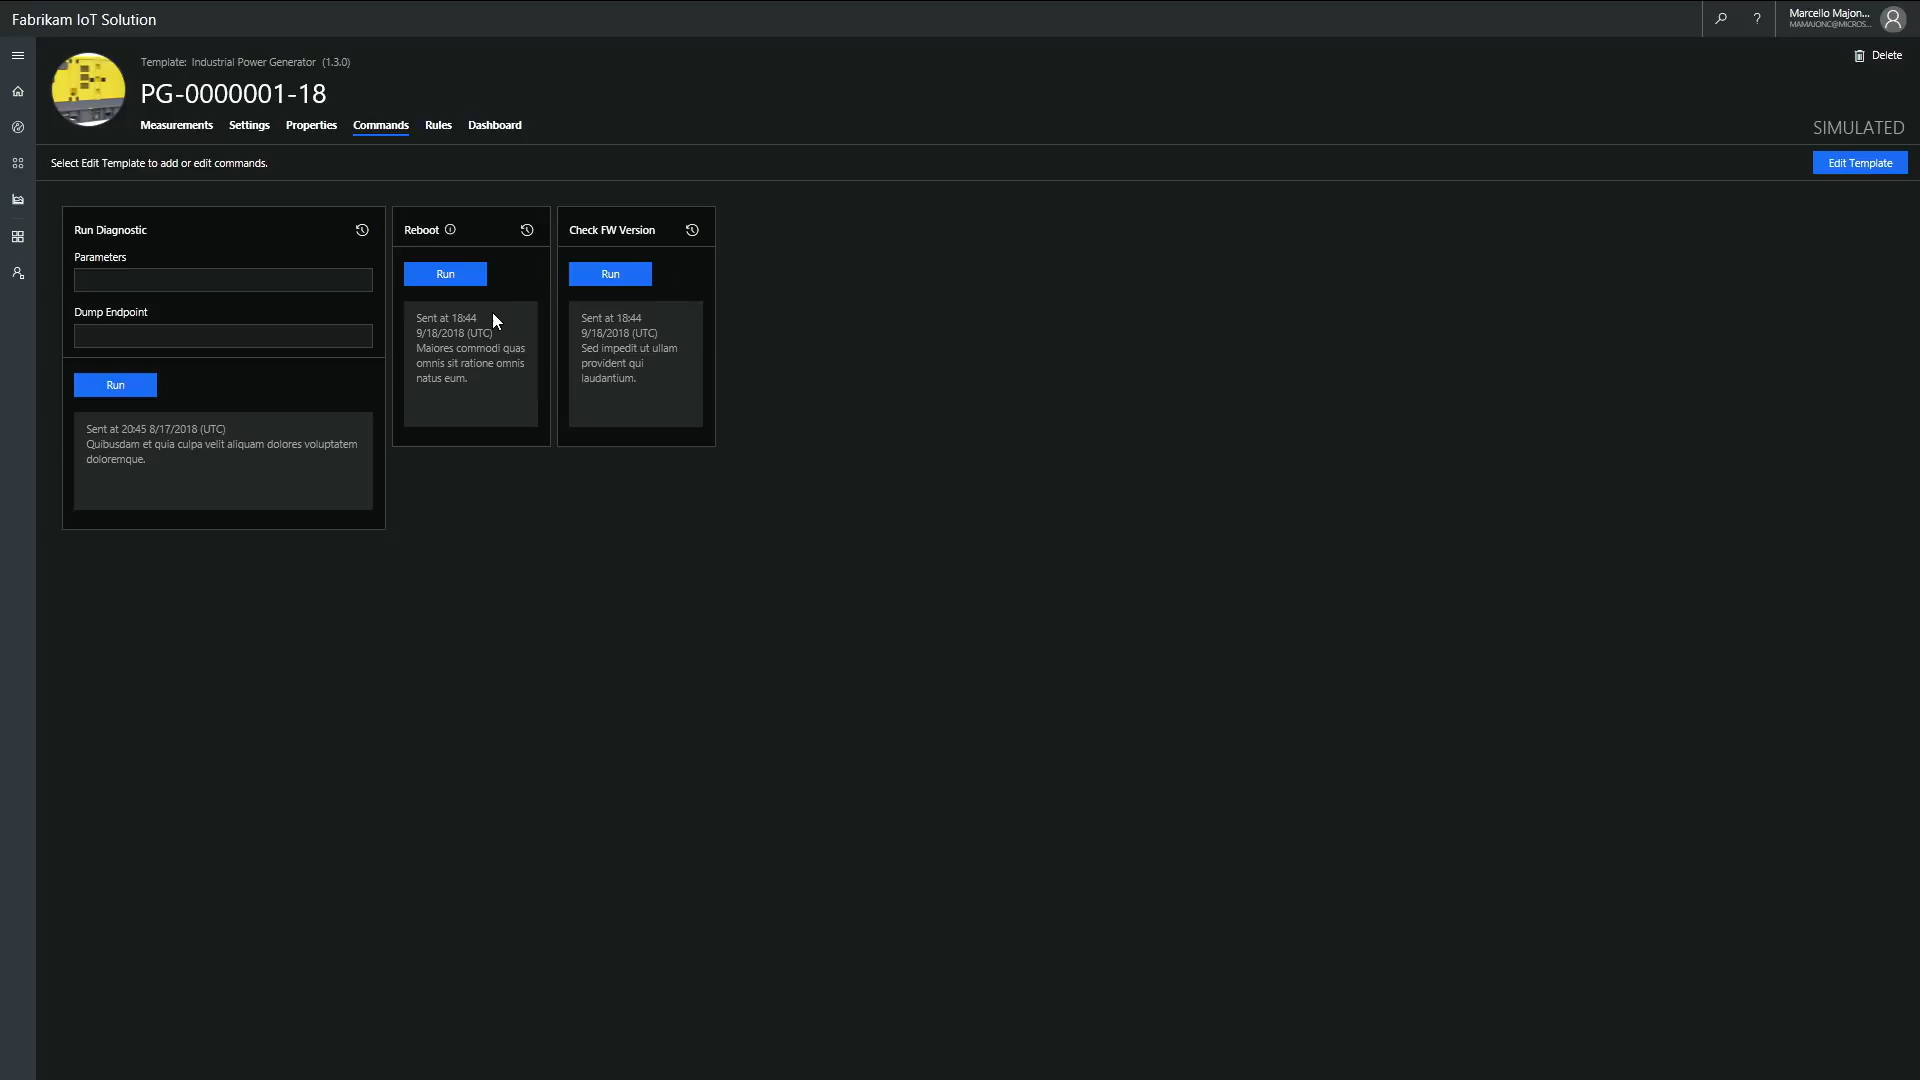 Fabrikam IoT Solution
?
Marcello Majon...
MAMAJONC@MICROS...
Template: Industrial Power Generator (1.3.0)
Delete
PG-0000001-18
Measurements Settings Properties Commands Rules Dashboard
SIMULATED
Select Edit Template to add or edit commands.
Edit Template
Run Diagnostic
Parameters
Dump Endpoint
Run
Sent at 20:45 8/17/2018 (UTC)
Quibusdam et quia culpa velit aliquam dolores voluptatem
doloremque.
Reboot
Run
Sent at 18:44
9/18/2018 (UTC)
Maiores commodi quas
omnis sit ratione omnis
natus eum.
Check FW Version
Run
Sent at 18:44
9/18/2018 (UTC)
Sed impedit ut ullam
provident qui
laudantium.